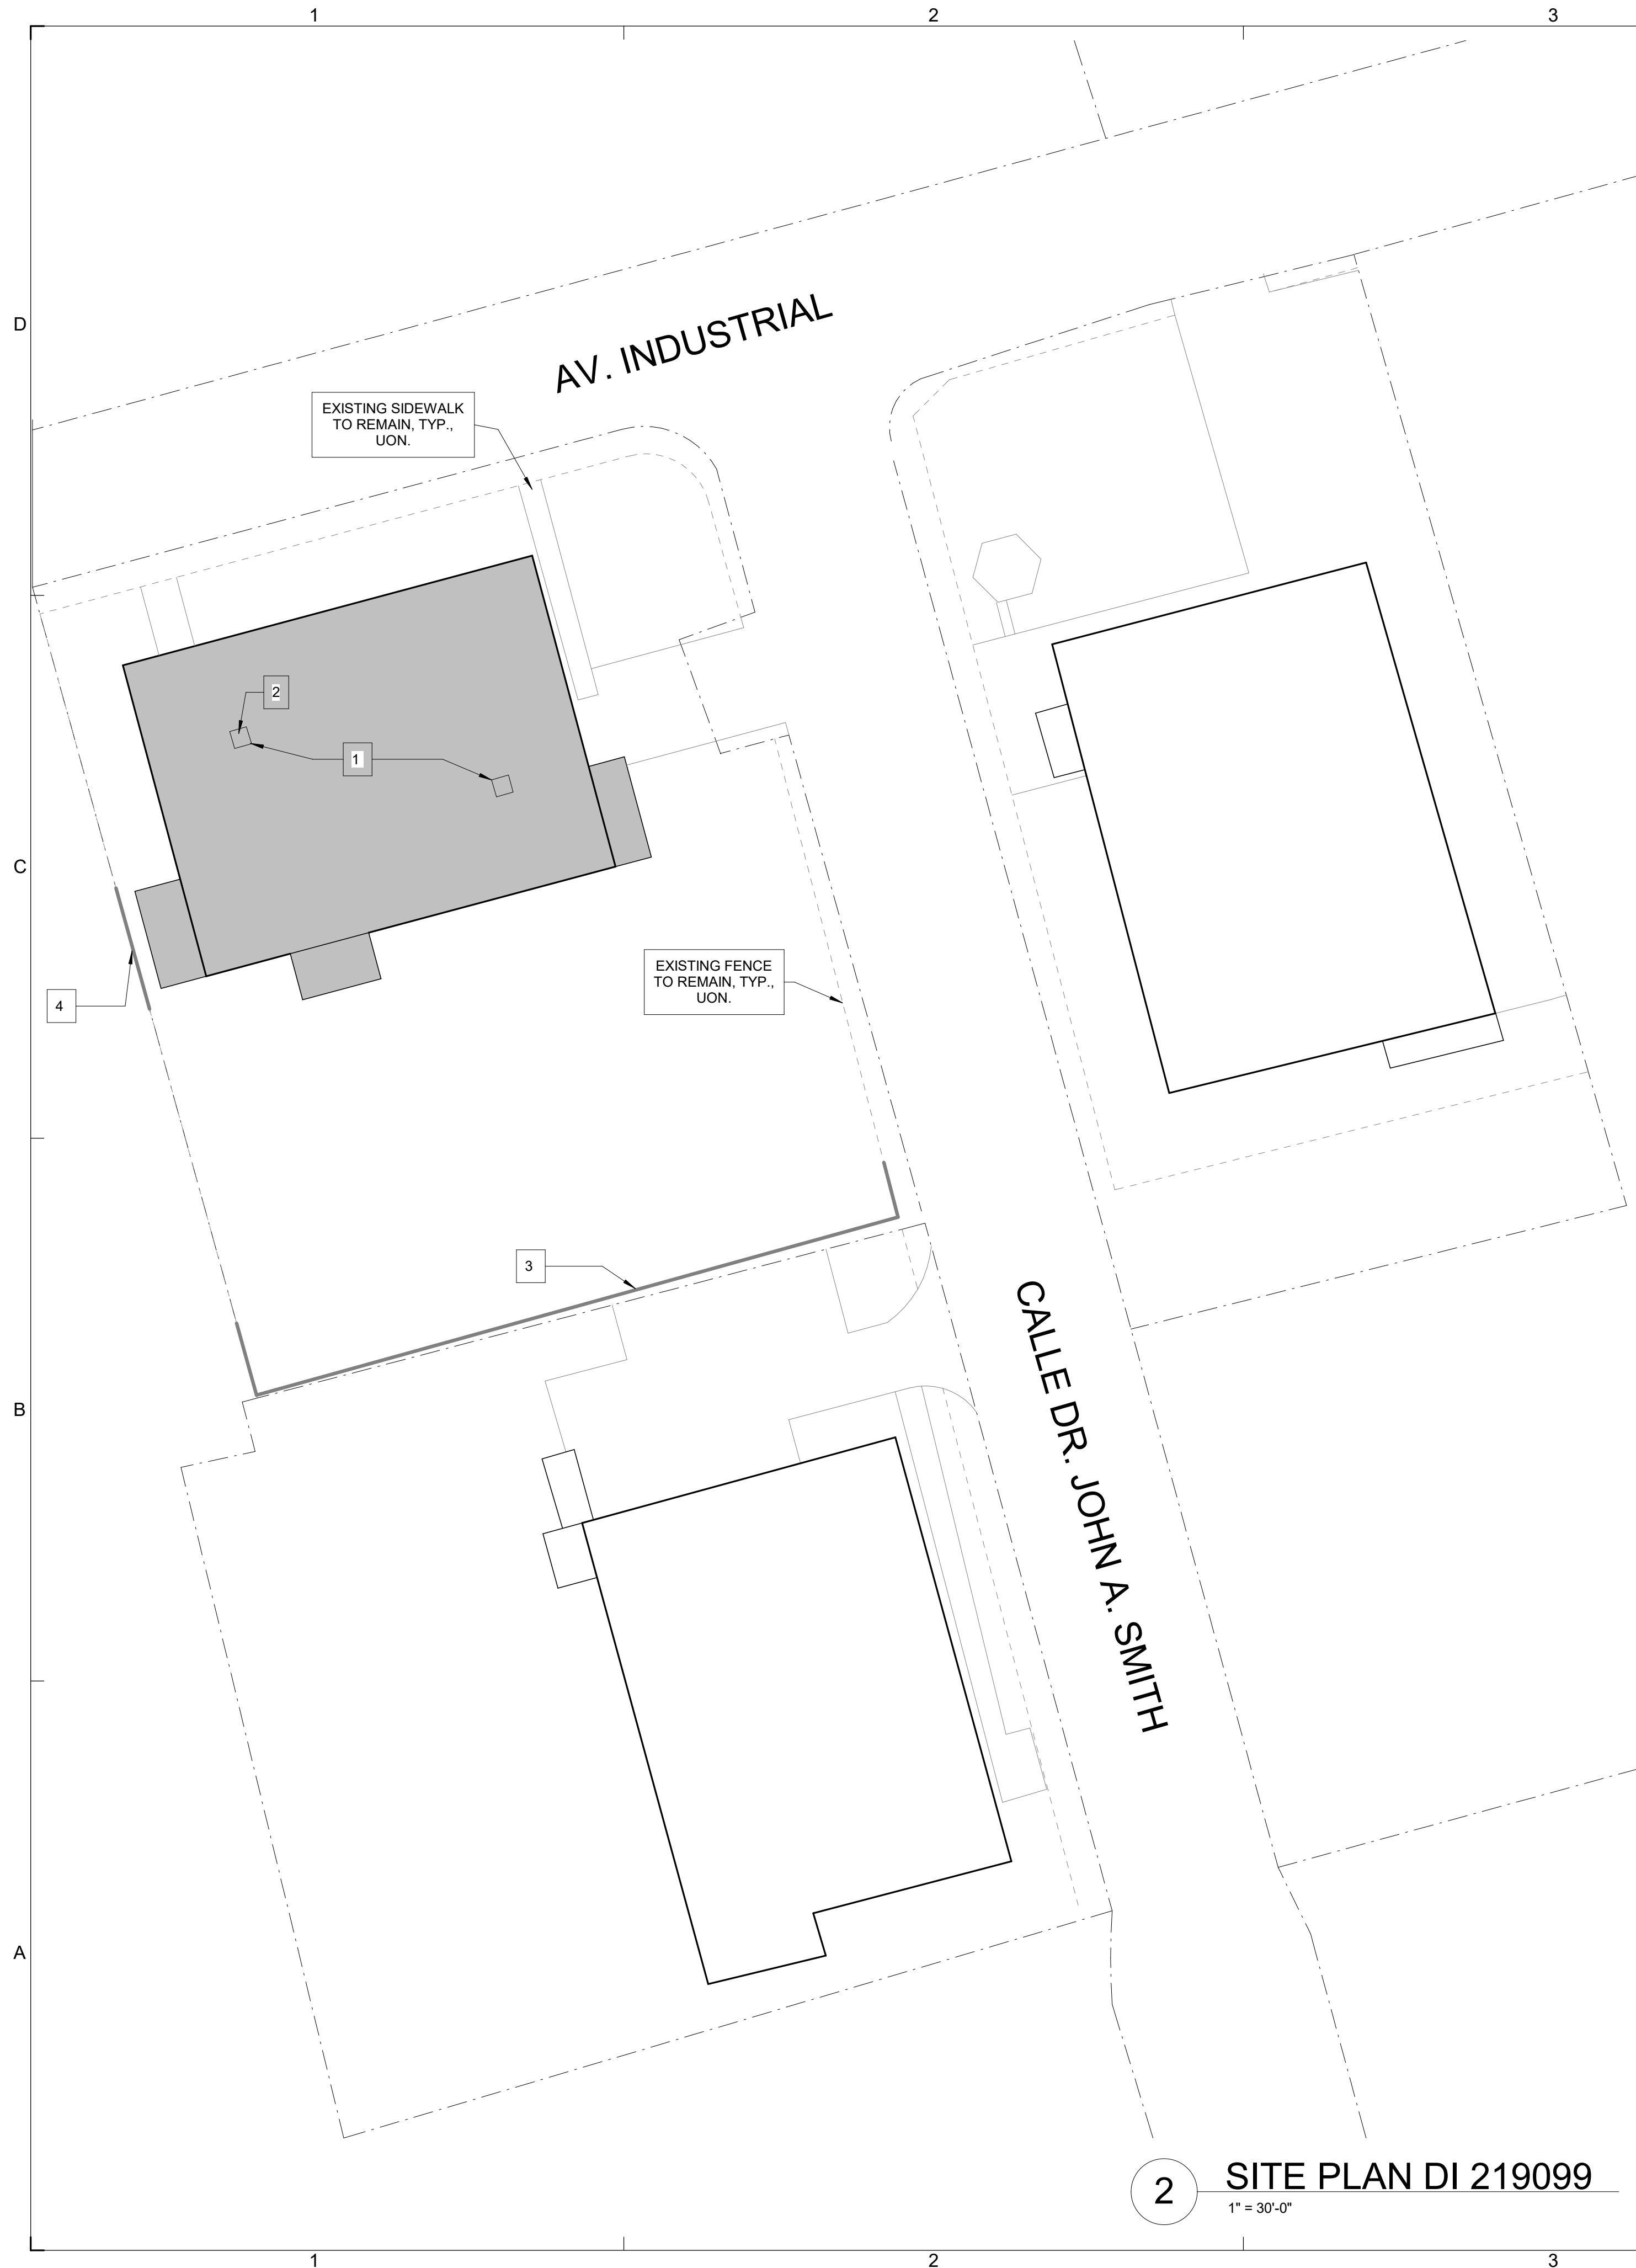 1
2
3
D
AV. INDUSTRIAL
EXISTING SIDEWALK
TO REMAIN, TYP.,
UON.
2
1
C
EXISTING FENCE
TO REMAIN, TYP.,
UON.
4
3
CALLE DR. JOHN A. SMITH
B
A
2
SITE PLAN DI 219099
1" = 30'-0"
1
2
3